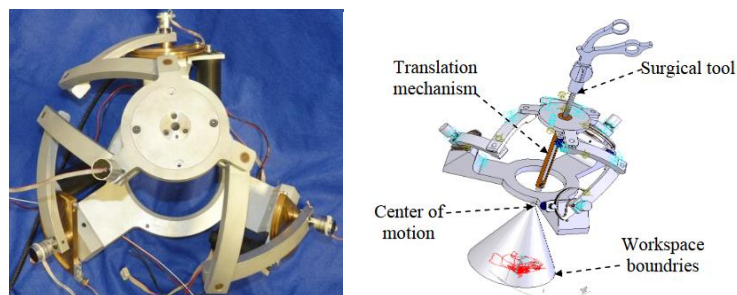 Translation
mechanism
Surgical tool
Center of
motion
Workspace
boundries